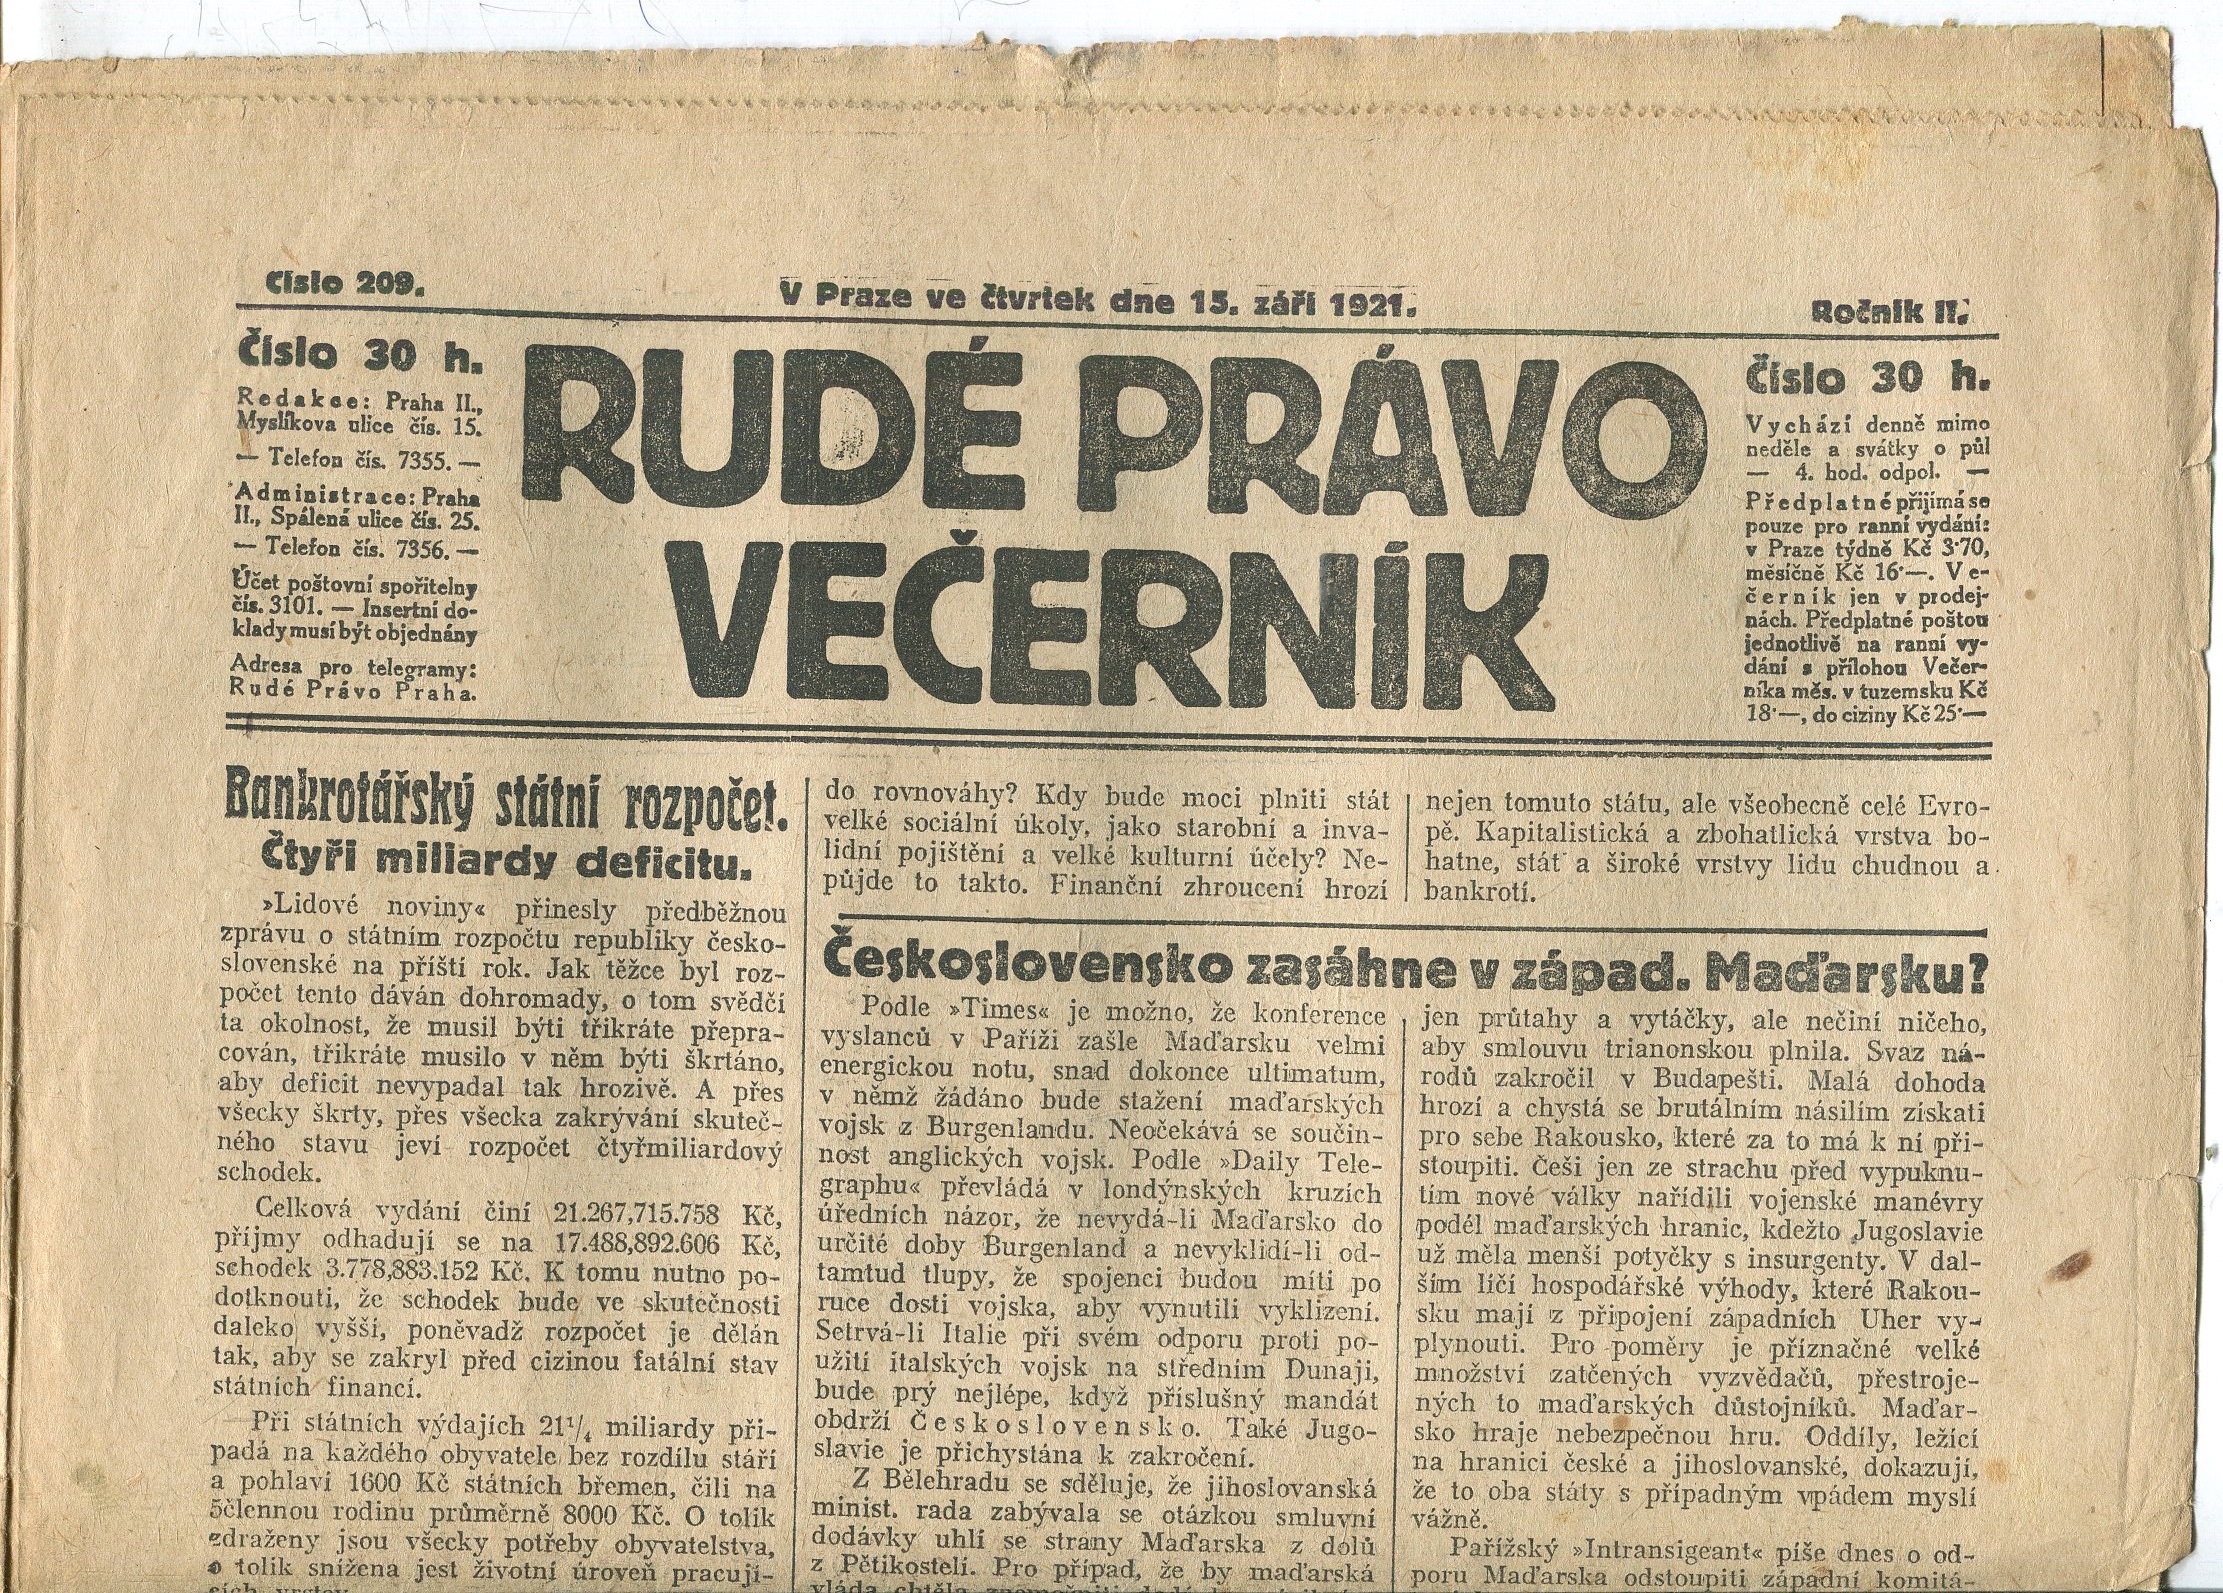 Číslo 209.
V Praze ve čtvrtek dne 15. září 1921.
Ročník II.
Číslo 30 h.
Redakce: Praha II.,
Myslíkova ulice čís. 15.
— Telefon čís. 7355. —
Administrace: Praha
II., Spálená ulice čís. 25.
— Telefon čís. 7356. —
Účet poštovní spořitelny
čís. 3101. — Insertní do-
klady musí být objednány
Adresa pro telegramy:
Rudé Právo Praha.
RUDÉ PRÁVO
VEČERNÍK
Číslo 30 h.
Vychází denně mimo
neděle a svátky o půl
— 4. hod. odpol. —
Předplatné přijímá se
pouze pro ranní vydání:
v Praze týdně Kč 3·70,
měsíčně Kč 16·—. Ve-
černík jen v prodej-
nách. Předplatné poštou
jednotlivě na ranní vy-
dání s přílohou Večer-
níka měs. v tuzemsku Kč
18·—, do ciziny Kč 25·—
Bankrotářský státní rozpočet.
Čtyři miliardy deficitu.
»Lidové noviny« přinesly předběžnou
zprávu o státním rozpočtu republiky česko-
slovenské na příští rok. Jak těžce byl roz-
počet tento dáván dohromady, o tom svědčí
ta okolnost, že musil býti třikráte přepra-
cován, třikráte musilo v něm býti škrtáno,
aby deficit nevypadal tak hrozivě. A přes
všecky škrty, přes všecka zakrývání skuteč-
ného stavu jeví rozpočet čtyřmiliardový
schodek.
Celková vydání činí 21.267,715.758 Kč,
příjmy odhadují se na 17.488,892.606 Kč,
schodek 3.778,883.152 Kč. K tomu nutno po-
dotknouti, že schodek bude ve skutečnosti
daleko vyšší, poněvadž rozpočet je dělán
tak, aby se zakryl před cizinou fatální stav
státních financí.
Při státních výdajích 21¼ miliardy při-
padá na každého obyvatele bez rozdílu stáří
a pohlaví 1600 Kč státních břemen, čili na
5člennou rodinu průměrně 8000 Kč. O tolik
zdraženy jsou všecky potřeby obyvatelstva,
o tolik snížena jest životní úroveň pracují-
cích vrstev.
do rovnováhy? Kdy bude moci plniti stát
velké sociální úkoly, jako starobní a inva-
lidní pojištění a velké kulturní účely? Ne-
půjde to takto. Finanční zhroucení hrozí
nejen tomuto státu, ale všeobecně celé Evro-
pě. Kapitalistická a zbohatlická vrstva bo-
hatne, stát a široké vrstvy lidu chudnou a
bankrotí.
Československo zasáhne v západ. Maďarsku?
Podle »Times« je možno, že konference
vyslanců v Paříži zašle Maďarsku velmi
energickou notu, snad dokonce ultimatum,
v němž žádáno bude stažení maďarských
vojsk z Burgenlandu. Neočekává se součin-
nost anglických vojsk. Podle »Daily Tele-
graphu« převládá v londýnských kruzích
úředních názor, že nevydá-li Maďarsko do
určité doby Burgenland a nevyklidí-li od-
tamtud tlupy, že spojenci budou míti po
ruce dosti vojska, aby vynutili vyklizení.
Setrvá-li Italie při svém odporu proti po-
užití italských vojsk na středním Dunaji,
bude prý nejlépe, když příslušný mandát
obdrží Československo. Také Jugo-
slavie je přichystána k zakročení.
Z Bělehradu se sděluje, že jihoslovanská
minist. rada zabývala se otázkou smluvní
dodávky uhlí se strany Maďarska z dolů
z Pětikostelí. Pro případ, že by maďarská
vláda chtěla
jen průtahy a vytáčky, ale nečiní ničeho,
aby smlouvu trianonskou plnila. Svaz ná-
rodů zakročil v Budapešti. Malá dohoda
hrozí a chystá se brutálním násilím získati
pro sebe Rakousko, které za to má k ní při-
stoupiti. Češi jen ze strachu před vypuknu-
tím nové války nařídili vojenské manévry
podél maďarských hranic, kdežto Jugoslavie
už měla menší potyčky s insurgenty. V dal-
ším líčí hospodářské výhody, které Rakou-
sku mají z připojení západních Uher vy-
plynouti. Pro poměry je příznačné velké
množství zatčených vyzvědačů, přestroje-
ných to maďarských důstojníků. Maďar-
sko hraje nebezpečnou hru. Oddíly, ležící
na hranici české a jihoslovanské, dokazují,
že to oba státy s případným vpádem myslí
vážně.
Pařížský »Intransigeant« píše dnes o od-
poru Maďarska odstoupiti západní komitá-